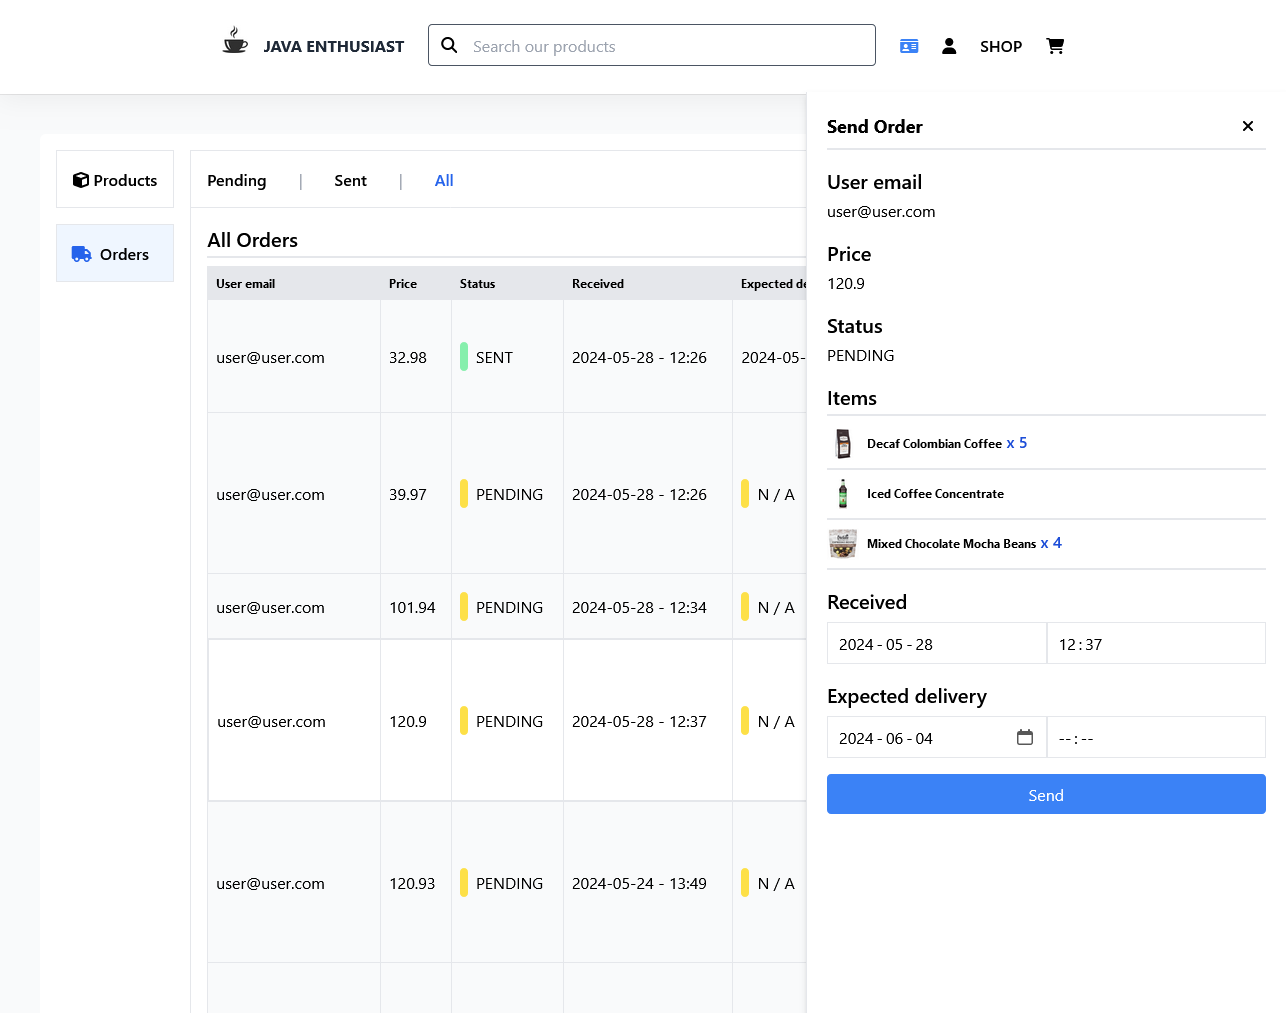 JAVA ENTHUSIAST
Search our products
SHOP
Products
Orders
Pending | Sent | All
All Orders
User email Price Status Received Expected de
user@user.com 32.98 SENT 2024-05-28 - 12:26 2024-05-
user@user.com 39.97 PENDING 2024-05-28 - 12:26 N / A
user@user.com 101.94 PENDING 2024-05-28 - 12:34 N / A
user@user.com 120.9 PENDING 2024-05-28 - 12:37 N / A
user@user.com 120.93 PENDING 2024-05-24 - 13:49 N / A
Send Order
User email
user@user.com
Price
120.9
Status
PENDING
Items
Decaf Colombian Coffee x 5
Iced Coffee Concentrate
Mixed Chocolate Mocha Beans x 4
Received
2024-05-28 12:37
Expected delivery
2024-06-04 --:--
Send